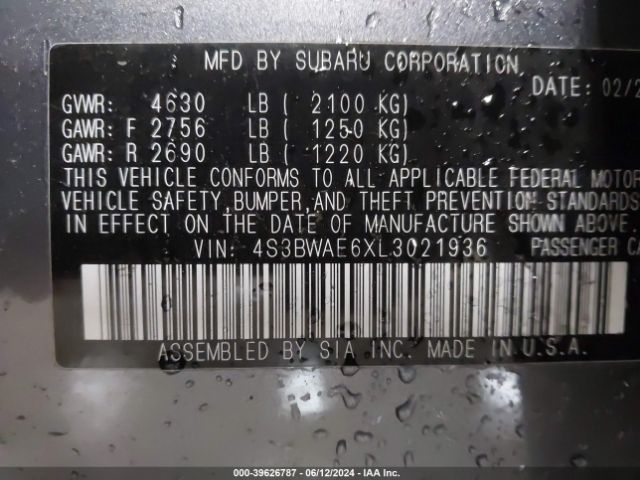 MFD BY SUBARU CORPORATION
DATE: 02/2
GVWR: 4630 LB ( 2100 KG)
GAWR: F 2756 LB ( 1250 KG)
GAWR: R 2690 LB ( 1220 KG)
THIS VEHICLE CONFORMS TO ALL APPLICABLE FEDERAL MOTOR
VEHICLE SAFETY, BUMPER, AND THEFT PREVENTION STANDARDS
IN EFFECT ON THE DATE OF MANUFACTURE SHOWN ABOVE.
VIN: 4S3BWAE6XL3021936 PASSENGER CA
ASSEMBLED BY SIA INC. MADE IN U.S.A.
000-39626787 - 06/12/2024 - IAA Inc.